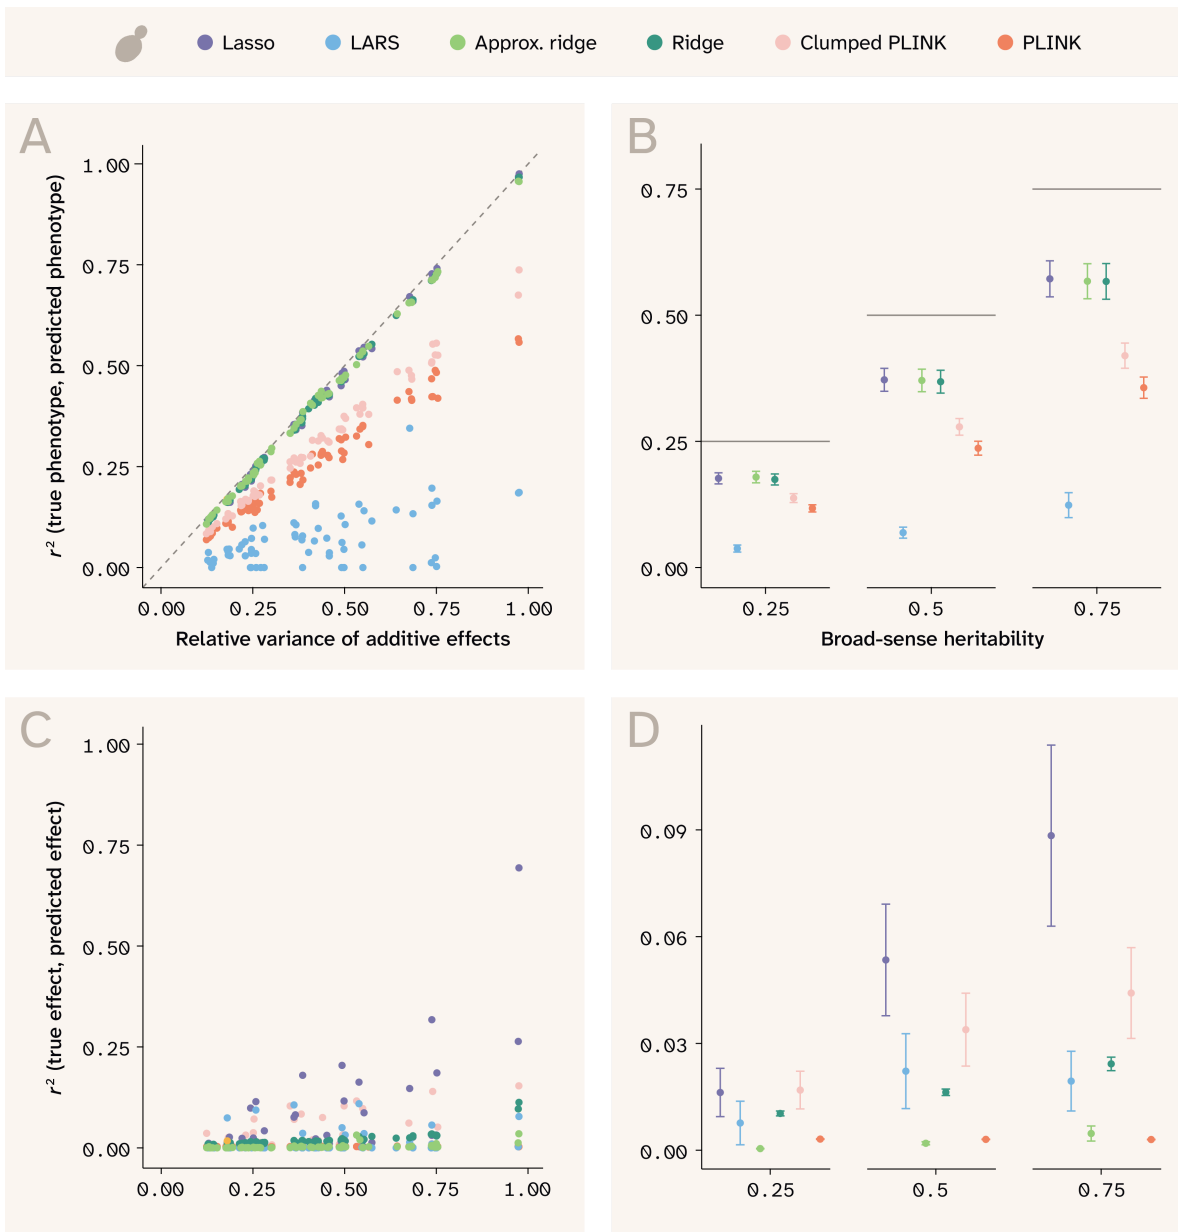 Lasso LARS Approx. ridge Ridge Clumped PLINK PLINK
A
r² (true phenotype, predicted phenotype)
1.00
0.75
0.50
0.25
0.00
0.00 0.25 0.50 0.75 1.00
Relative variance of additive effects
B
0.75
0.50
0.25
0.00
0.25 0.5 0.75
Broad-sense heritability
C
r² (true effect, predicted effect)
1.00
0.75
0.50
0.25
0.00
0.00 0.25 0.50 0.75 1.00
D
0.09
0.06
0.03
0.00
0.25 0.5 0.75